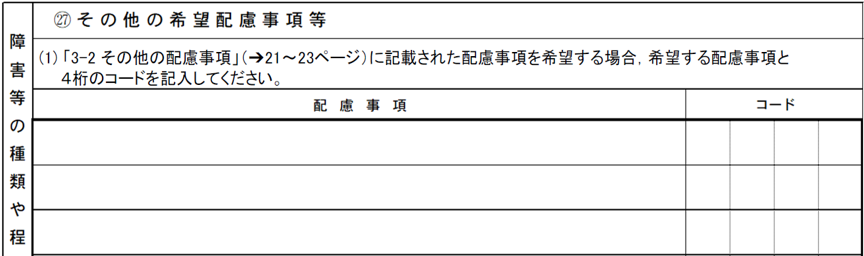 ㉗その他の希望配慮事項等
(1)「3-2 その他の配慮事項」(➔21～23ページ)に記載された配慮事項を希望する場合，希望する配慮事項と
４桁のコードを記入してください。
配慮事項
コード
障害等の種類や程